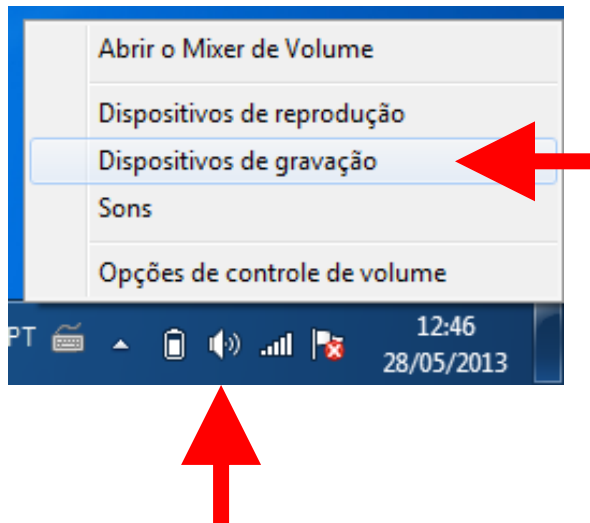 Abrir o Mixer de Volume
Dispositivos de reprodução
Dispositivos de gravação
Sons
Opções de controle de volume
PT
12:46
28/05/2013